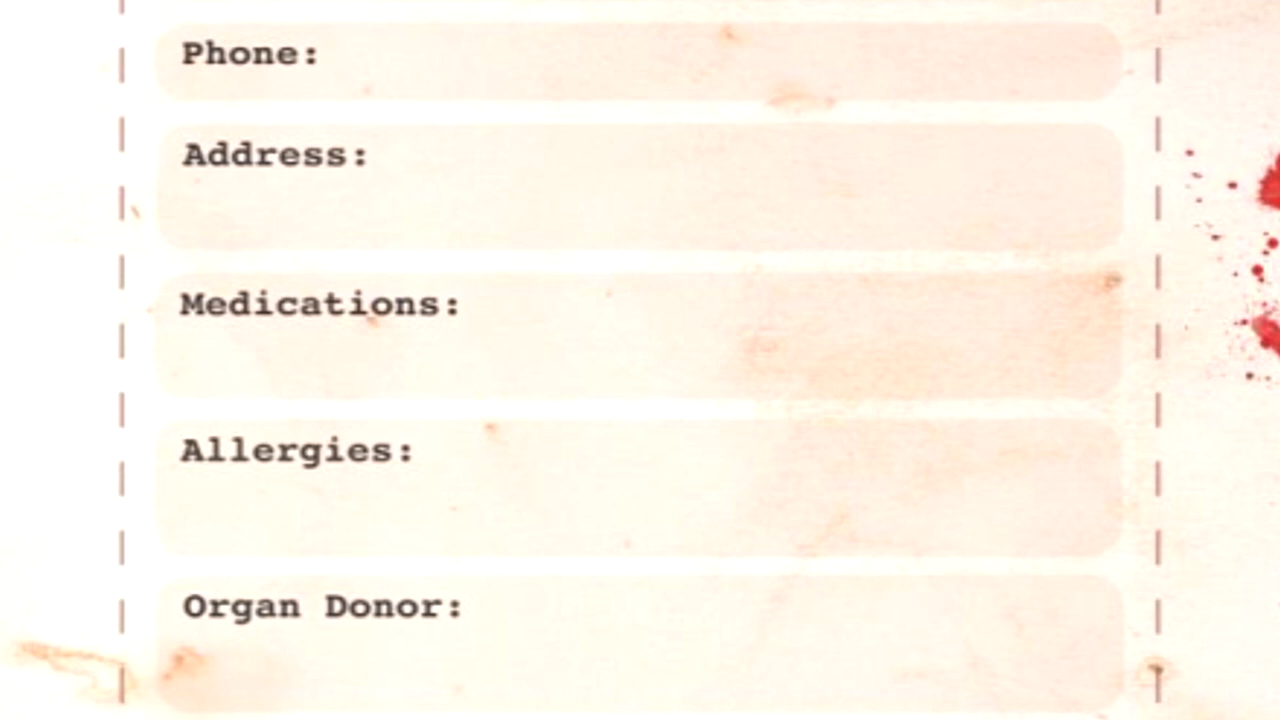 Phone:
Address:
Medications:
Allergies:
Organ Donor: